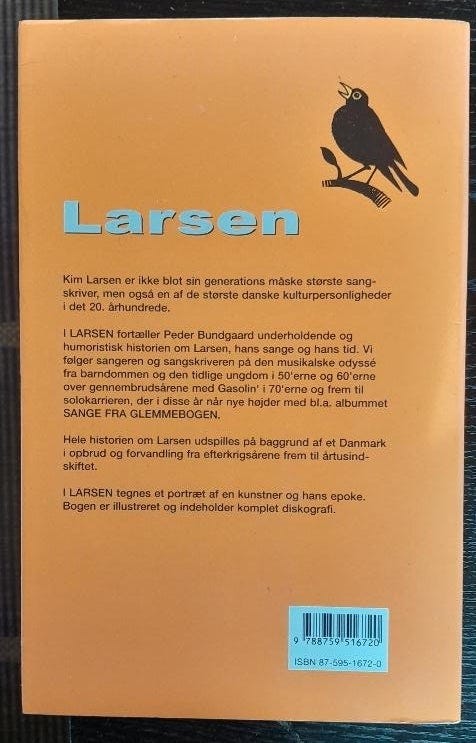 Larsen
Kim Larsen er ikke blot sin generations måske største sang-
skriver, men også en af de største danske kulturpersonligheder
i det 20. århundrede.
I LARSEN fortæller Peder Bundgaard underholdende og
humoristisk historien om Larsen, hans sange og hans tid. Vi
følger sangeren og sangskriveren på den musikalske odyssé
fra barndommen og den tidlige ungdom i 50'erne og 60'erne
over gennembrudsårene med Gasolin' i 70'erne og frem til
solokarrieren, der i disse år når nye højder med bl.a. albummet
SANGE FRA GLEMMEBOGEN.
Hele historien om Larsen udspilles på baggrund af et Danmark
i opbrud og forvandling fra efterkrigsårene frem til årtusind-
skiftet.
I LARSEN tegnes et portræt af en kunstner og hans epoke.
Bogen er illustreret og indeholder komplet diskografi.
9 788759 516720
ISBN 87-595-1672-0